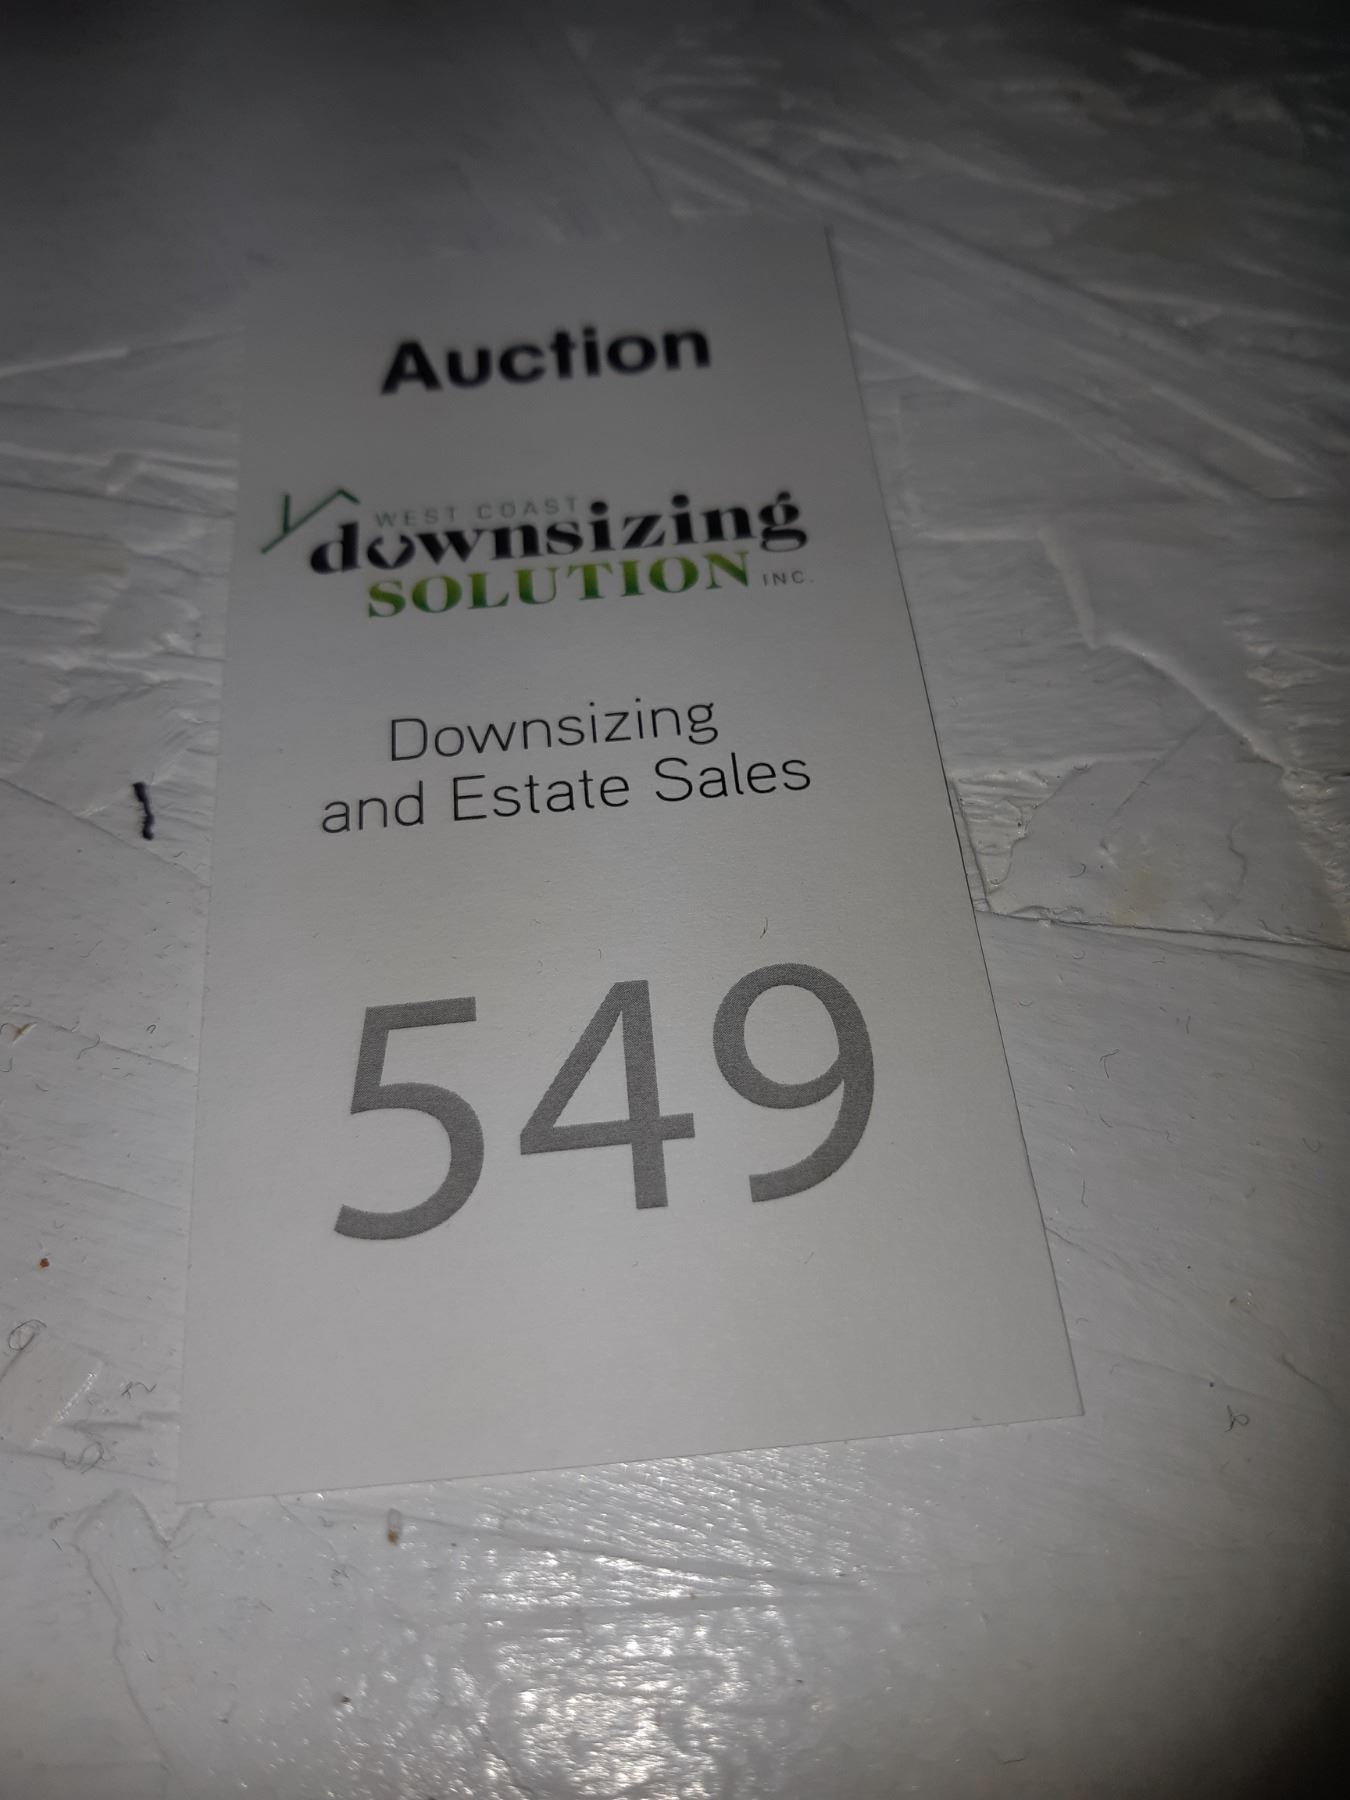 Auction
WEST COAST
downsizing
SOLUTION INC.
Downsizing
and Estate Sales
549